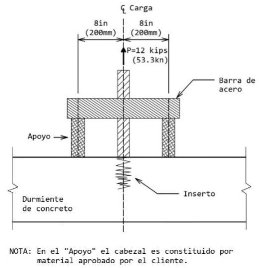 ℄ Carga
8in
(200mm)
8in
(200mm)
P=12 kips
(53.3kn)
Barra de
acero
Apoyo
Inserto
Durmiente
de concreto
NOTA: En el "Apoyo" el cabezal es constituido por
material aprobado por el cliente.